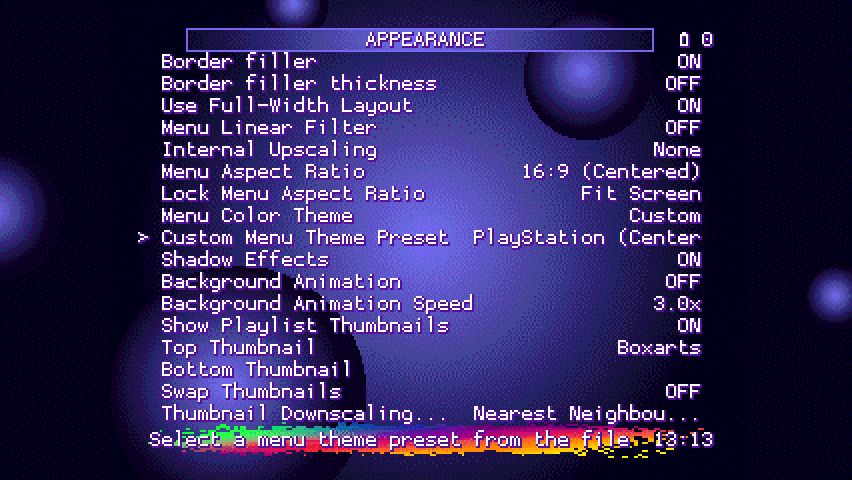 APPEARANCE 0
Border filler ON
Border filler thickness OFF
Use Full-Width Layout ON
Menu Linear Filter OFF
Internal Upscaling None
Menu Aspect Ratio 16:9 (Centered)
Lock Menu Aspect Ratio Fit Screen
Menu Color Theme Custom
> Custom Menu Theme Preset PlayStation (Center
Shadow Effects ON
Background Animation OFF
Background Animation Speed 3.0x
Show Playlist Thumbnails ON
Top Thumbnail Boxarts
Bottom Thumbnail
Swap Thumbnails OFF
Thumbnail Downscaling... Nearest Neighbou...
Select a menu theme preset from the file. 13:13